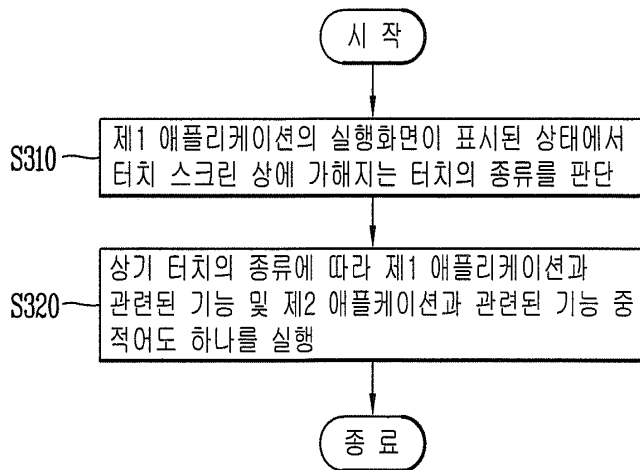 시 작
S310
제1 애플리케이션의 실행화면이 표시된 상태에서
터치 스크린 상에 가해지는 터치의 종류를 판단
S320
상기 터치의 종류에 따라 제1 애플리케이션과
관련된 기능 및 제2 애플케이션과 관련된 기능 중
적어도 하나를 실행
종 료